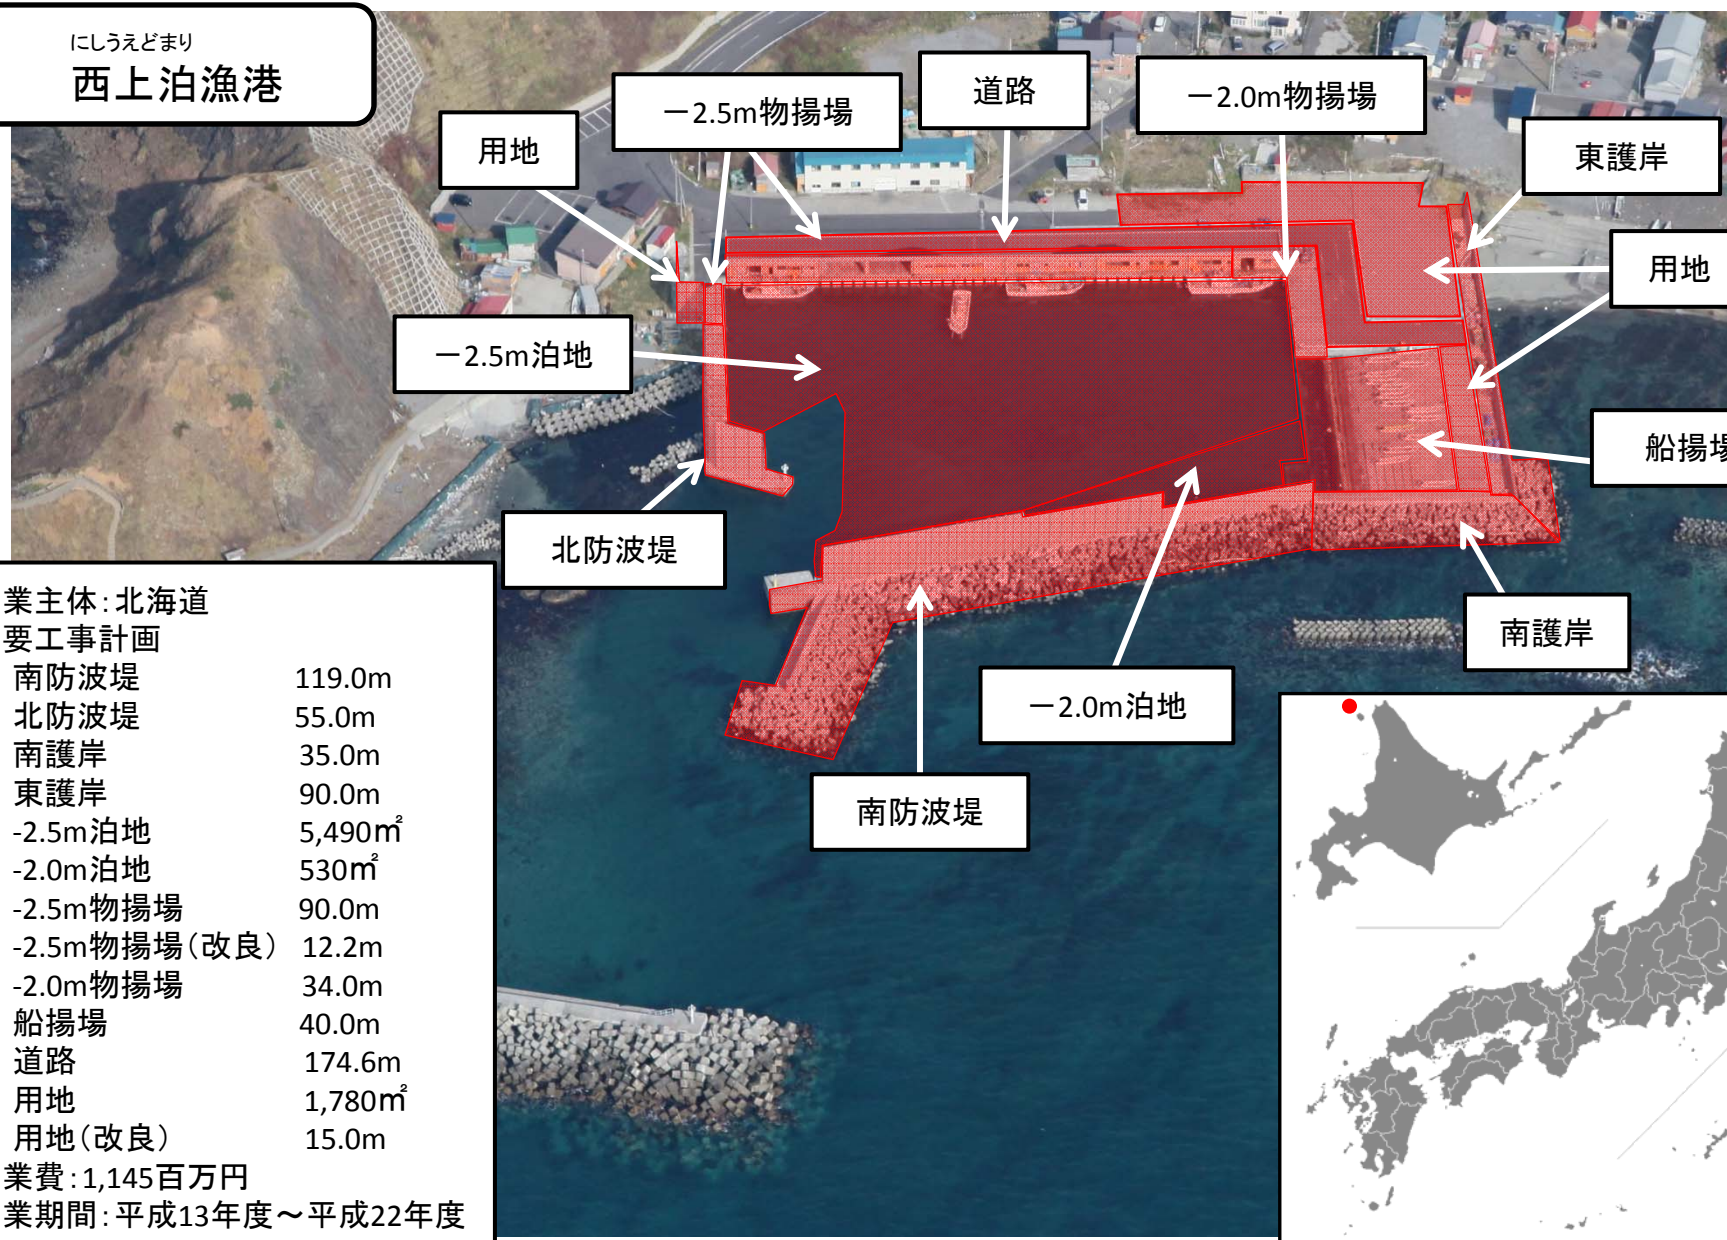 にしうえどまり
西上泊漁港
用地
－2.5m物揚場
道路
－2.0m物揚場
東護岸
用地
－2.5m泊地
船揚場
北防波堤
南護岸
－2.0m泊地
南防波堤
業主体：北海道
要工事計画
南防波堤 119.0m
北防波堤 55.0m
南護岸 35.0m
東護岸 90.0m
-2.5m泊地 5,490㎡
-2.0m泊地 530㎡
-2.5m物揚場 90.0m
-2.5m物揚場（改良） 12.2m
-2.0m物揚場 34.0m
船揚場 40.0m
道路 174.6m
用地 1,780㎡
用地（改良） 15.0m
業費：1,145百万円
業期間：平成13年度～平成22年度